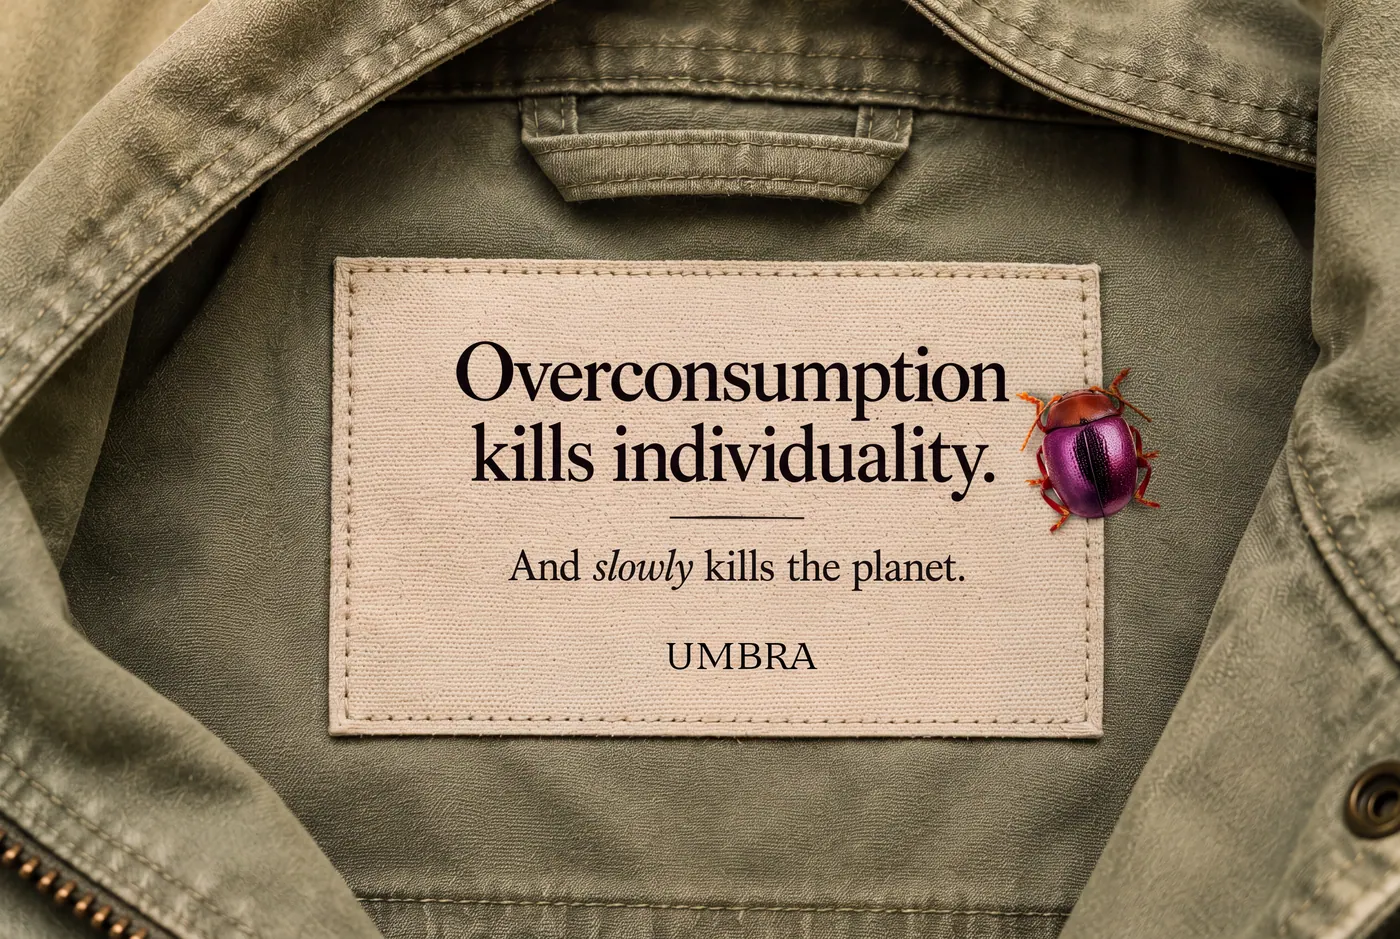 Overconsumption
kills individuality.
And slowly kills the planet.
UMBRA